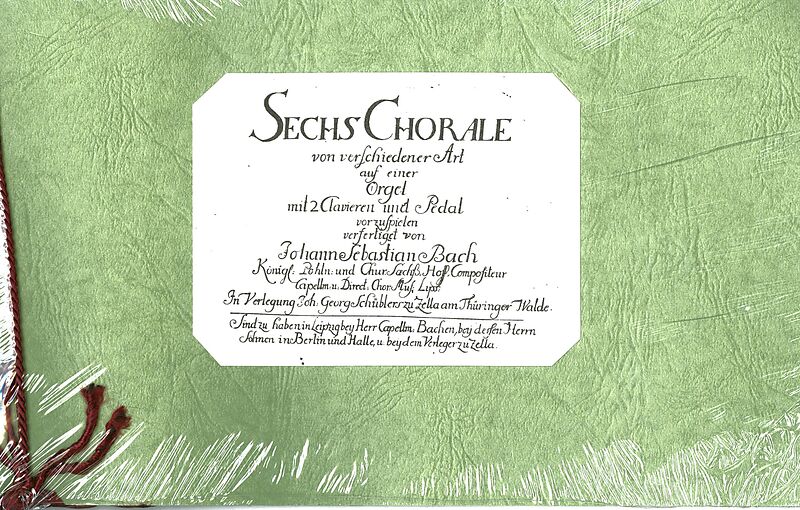 SECHS CHORALE
von verschiedener Art
auf einer
Orgel
mit 2 Clavieren und Pedal
vorzuspielen
verfertiget von
Johann Sebastian Bach
Königl: Pohln: und Chur Sæchß: Hoff Compositeur
Capellm: u: Direct: Chor: Mus: Lips:
In Verlegung Joh: Georg Schüblers zu Zella am Thüringer Walde.
Sind zu haben in Leipzig bey Herr Capellm: Bachen, bey dessen Herrn
Söhnen in Berlin und Halle, u: bey dem Verleger zu Zella.